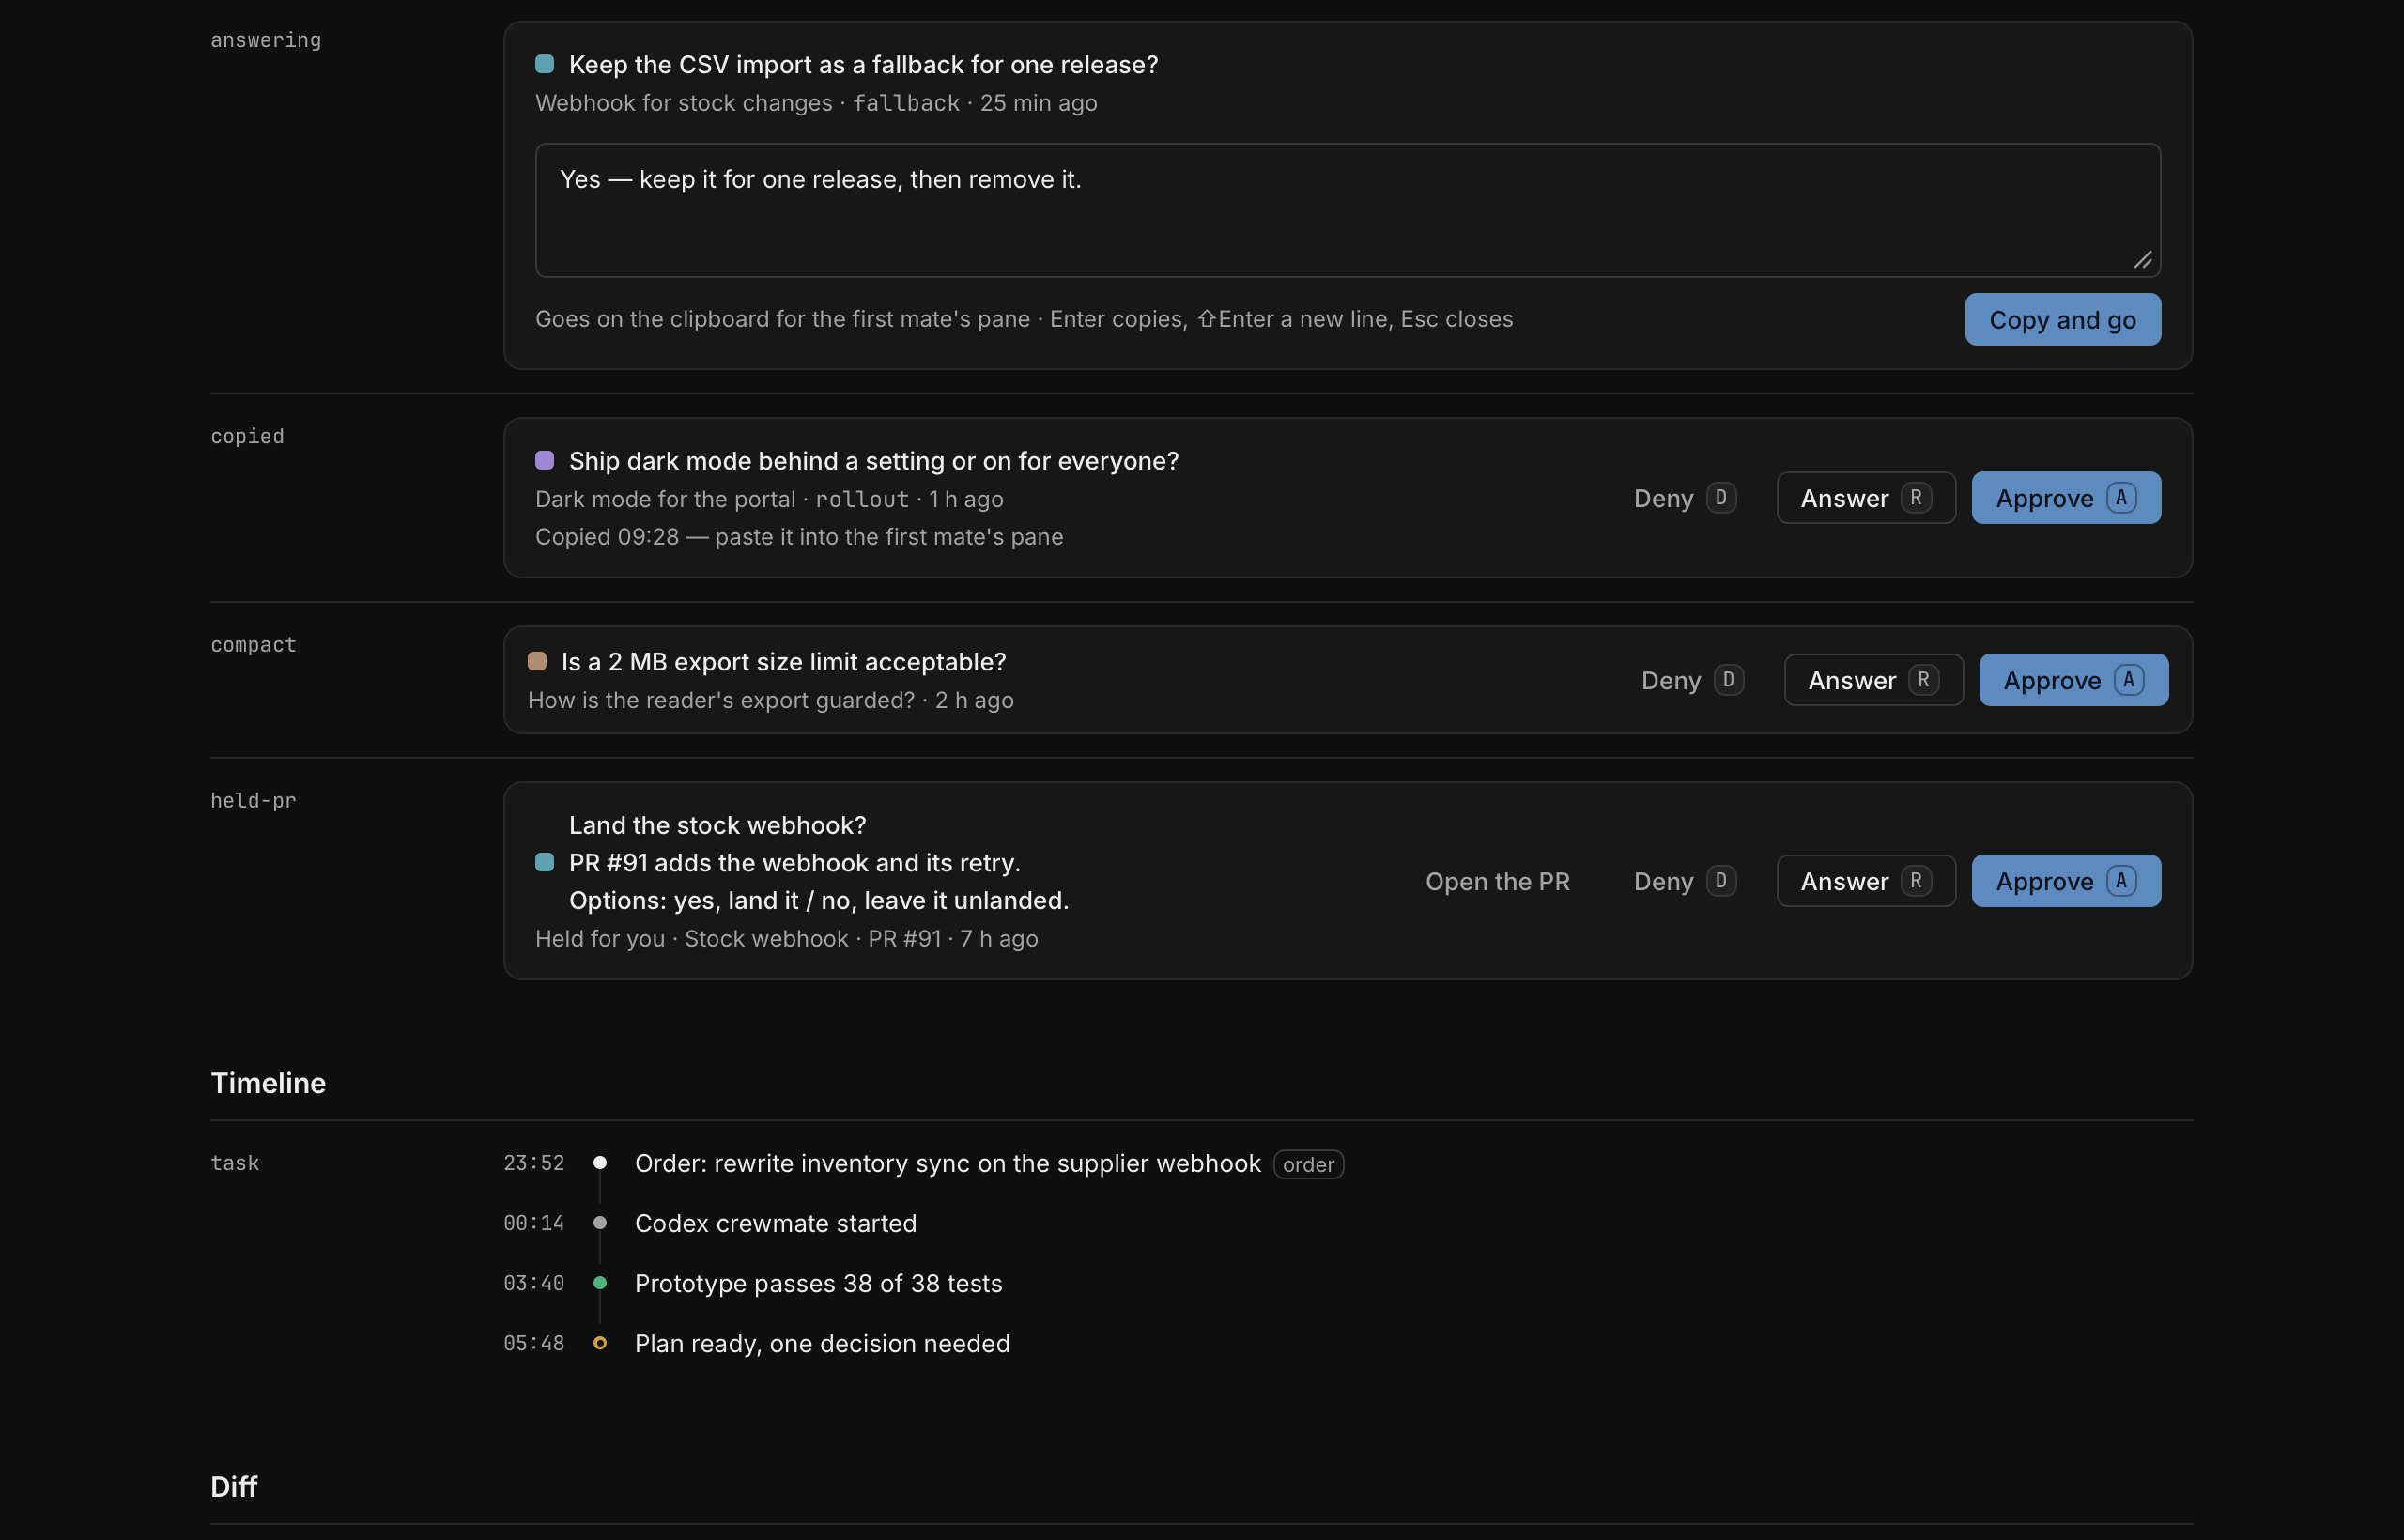 answering
Keep the CSV import as a fallback for one release?
Webhook for stock changes · fallback · 25 min ago
Yes — keep it for one release, then remove it.
Goes on the clipboard for the first mate's pane · Enter copies, ⇧Enter a new line, Esc closes
Copy and go
copied
Ship dark mode behind a setting or on for everyone?
Dark mode for the portal · rollout · 1 h ago
Copied 09:28 — paste it into the first mate's pane
Deny D
Answer R
Approve A
compact
Is a 2 MB export size limit acceptable?
How is the reader's export guarded? · 2 h ago
Deny D
Answer R
Approve A
held-pr
Land the stock webhook?
PR #91 adds the webhook and its retry.
Options: yes, land it / no, leave it unlanded.
Held for you · Stock webhook · PR #91 · 7 h ago
Open the PR
Deny D
Answer R
Approve A
Timeline
task
23:52 Order: rewrite inventory sync on the supplier webhook order
00:14 Codex crewmate started
03:40 Prototype passes 38 of 38 tests
05:48 Plan ready, one decision needed
Diff